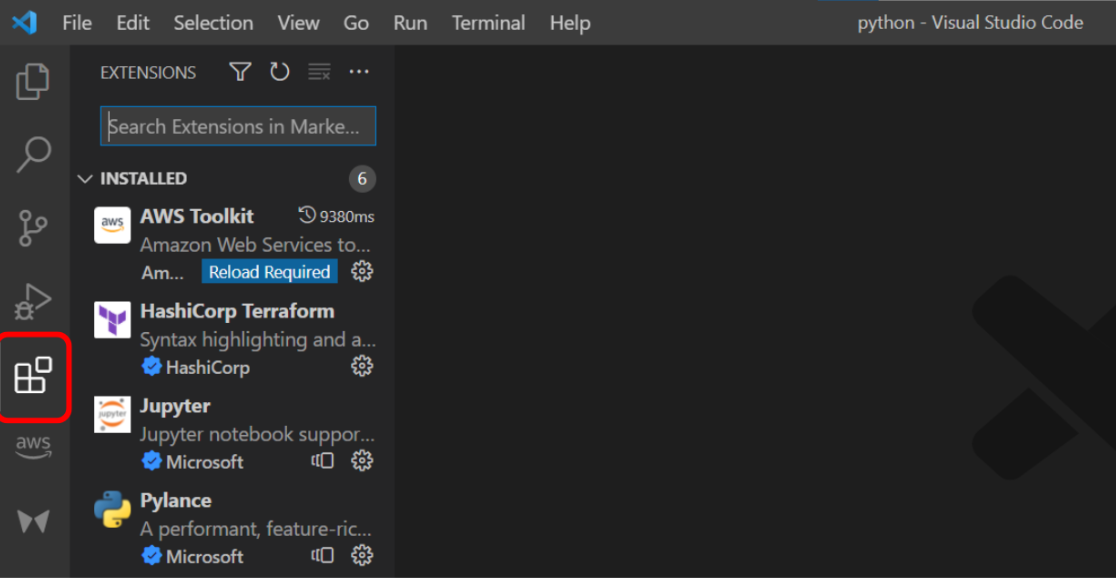 File Edit Selection View Go Run Terminal Help python - Visual Studio Code
EXTENSIONS
Search Extensions in Marke...
INSTALLED 6
aws AWS Toolkit 9380ms
Amazon Web Services to...
Am... Reload Required
HashiCorp Terraform
Syntax highlighting and a...
HashiCorp
jupyter Jupyter
Jupyter notebook suppor...
Microsoft
aws
Pylance
A performant, feature-ric...
Microsoft